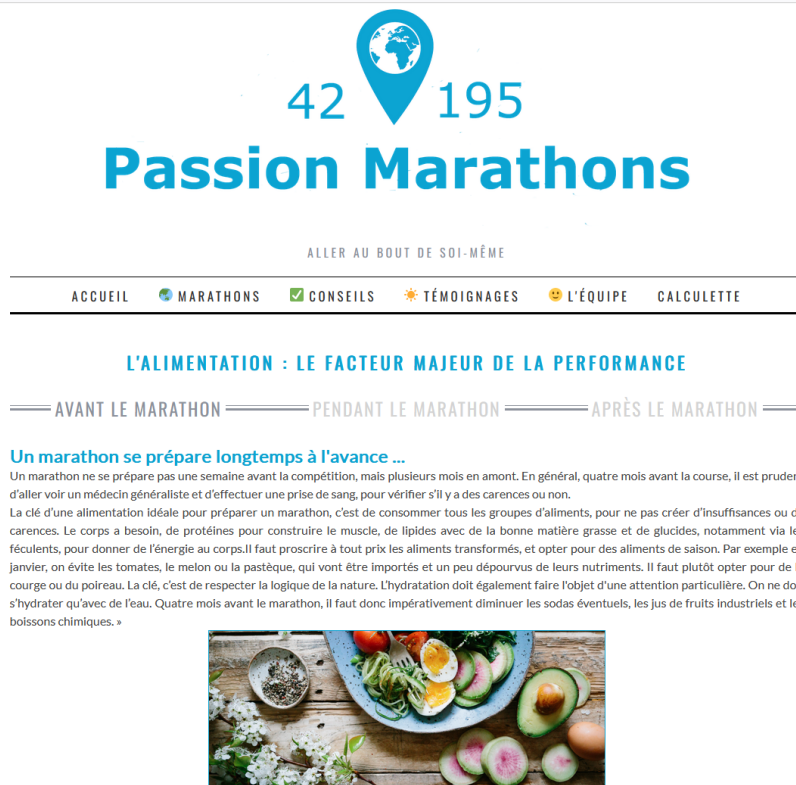 42 195
Passion Marathons
ALLER AU BOUT DE SOI-MÊME
ACCUEIL MARATHONS CONSEILS TÉMOIGNAGES L'ÉQUIPE CALCULETTE
L'ALIMENTATION : LE FACTEUR MAJEUR DE LA PERFORMANCE
AVANT LE MARATHON PENDANT LE MARATHON APRÈS LE MARATHON
Un marathon se prépare longtemps à l'avance ...
Un marathon ne se prépare pas une semaine avant la compétition, mais plusieurs mois en amont. En général, quatre mois avant la course, il est pruden
d'aller voir un médecin généraliste et d'effectuer une prise de sang, pour vérifier s'il y a des carences ou non.
La clé d'une alimentation idéale pour préparer un marathon, c'est de consommer tous les groupes d'aliments, pour ne pas créer d'insuffisances ou d
carences. Le corps a besoin, de protéines pour construire le muscle, de lipides avec de la bonne matière grasse et de glucides, notamment via le
féculents, pour donner de l'énergie au corps.Il faut proscrire à tout prix les aliments transformés, et opter pour des aliments de saison. Par exemple e
janvier, on évite les tomates, le melon ou la pastèque, qui vont être importés et un peu dépourvus de leurs nutriments. Il faut plutôt opter pour de l
courge ou du poireau. La clé, c'est de respecter la logique de la nature. L'hydratation doit également faire l'objet d'une attention particulière. On ne do
s'hydrater qu'avec de l'eau. Quatre mois avant le marathon, il faut donc impérativement diminuer les sodas éventuels, les jus de fruits industriels et le
boissons chimiques. »